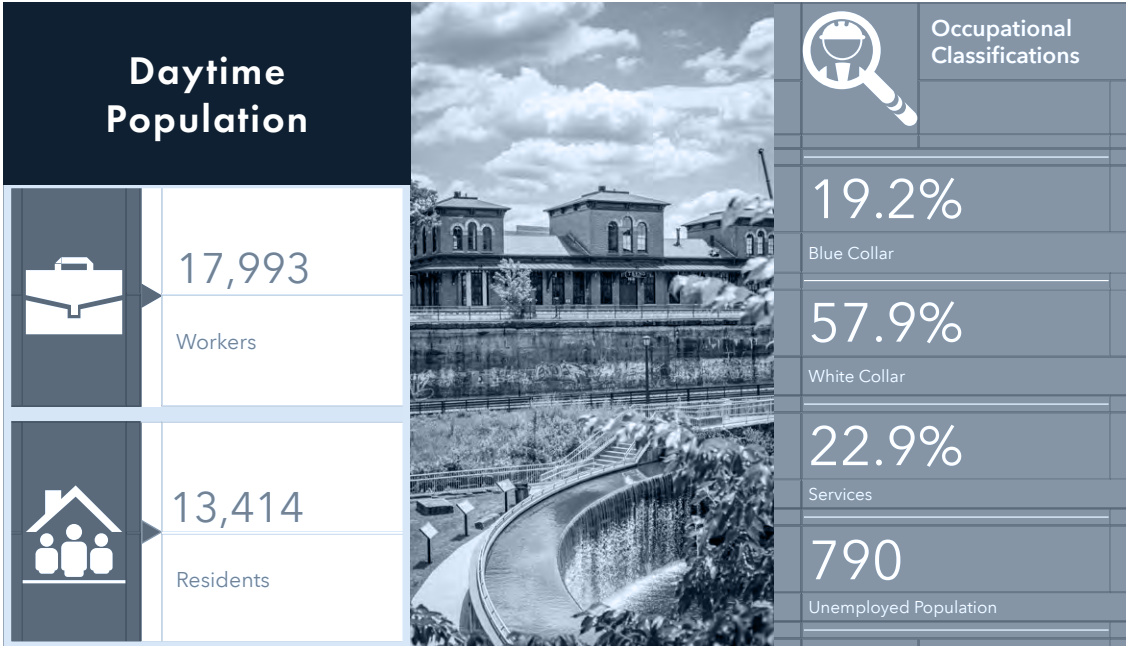 Daytime
Population
17,993
Workers
13,414
Residents
Occupational
Classifications
19.2%
Blue Collar
57.9%
White Collar
22.9%
Services
790
Unemployed Population